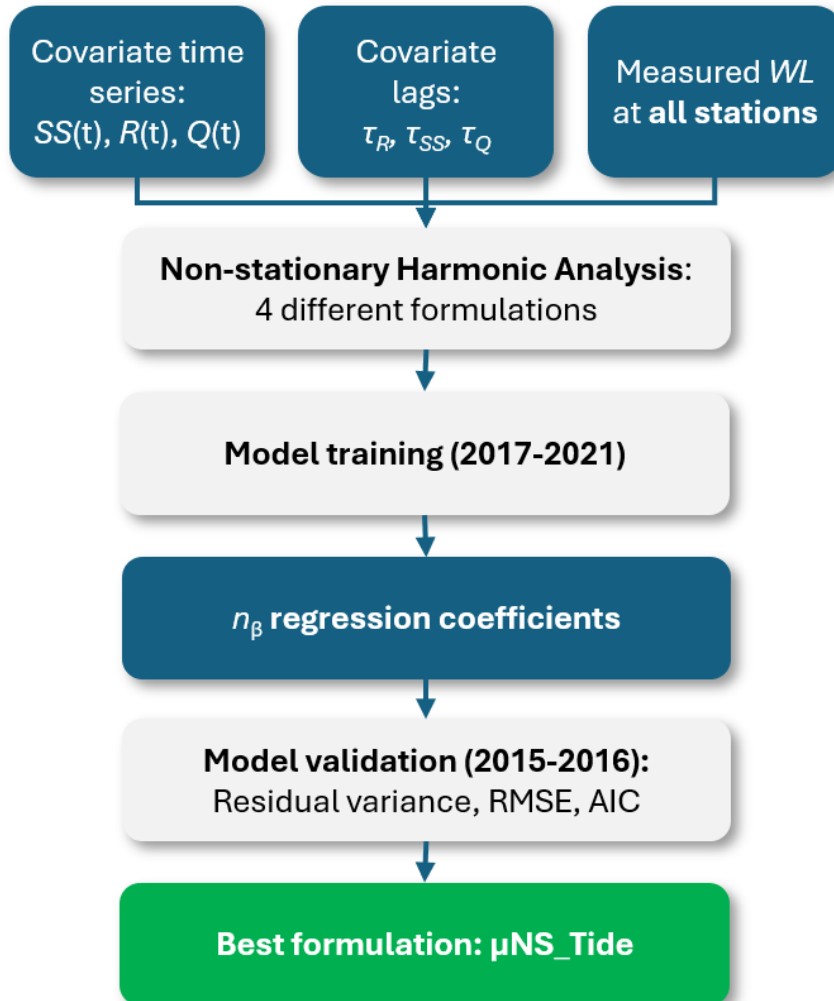 Covariate time
series:
SS(t), R(t), Q(t)
Covariate
lags:
τR, τSS, τQ
Measured WL
at all stations
Non-stationary Harmonic Analysis:
4 different formulations
Model training (2017-2021)
nβ regression coefficients
Model validation (2015-2016):
Residual variance, RMSE, AIC
Best formulation: µNS_Tide